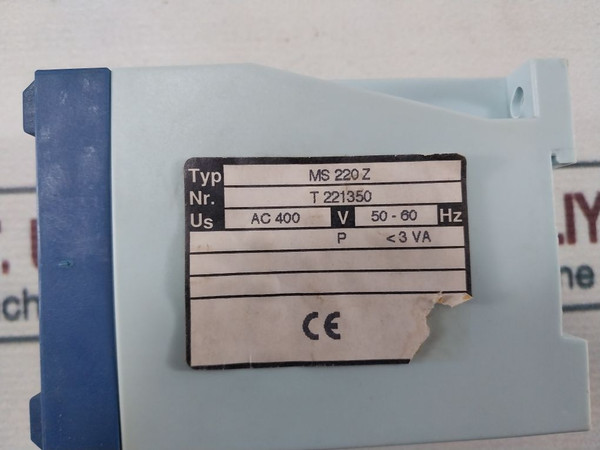 Typ MS 220 Z
Nr. T 221350
Us AC 400 V 50 - 60 Hz
P < 3 VA
CE